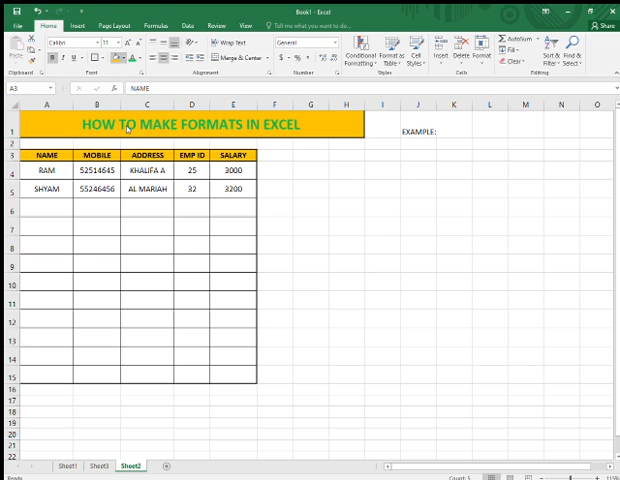 Book1 - Excel
File Home Insert Page Layout Formulas Data Review View Tell me what you want to do... Share
Paste Calibri 11 Wrap Text General Conditional Formatting Format as Table Cell Styles Insert Delete Format AutoSum Sort & Filter Find & Select
Merge & Center Fill
Clear
Clipboard Font Alignment Number Styles Cells Editing
A3 NAME
A B C D E F G H I J K L M N O
1 HOW TO MAKE FORMATS IN EXCEL EXAMPLE:
2
3 NAME MOBILE ADDRESS EMP ID SALARY
4 RAM 52514645 KHALIFA A 25 3000
5 SHYAM 55246456 AL MARIAH 32 3200
6
7
8
9
10
11
12
13
14
15
16
17
18
19
20
21
22
Sheet1 Sheet3 Sheet2
Ready Count: 5 115%